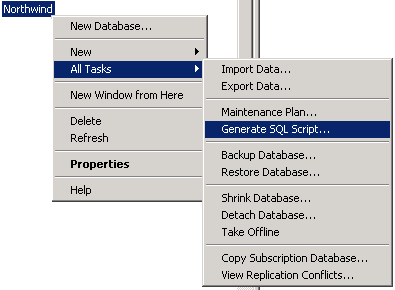 Northwind
New Database...
New
All Tasks
New Window from Here
Delete
Refresh
Properties
Help
Import Data...
Export Data...
Maintenance Plan...
Generate SQL Script...
Backup Database...
Restore Database...
Shrink Database...
Detach Database...
Take Offline
Copy Subscription Database...
View Replication Conflicts...